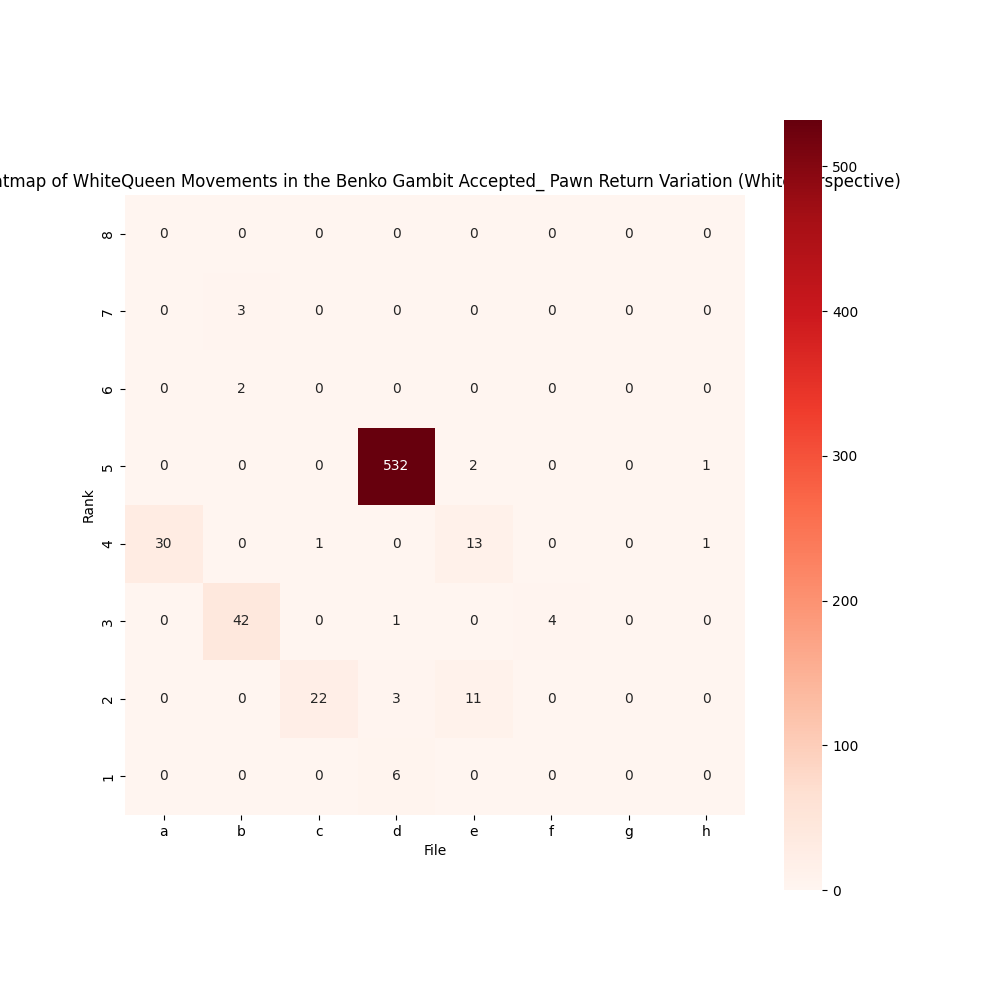 atmap of WhiteQueen Movements in the Benko Gambit Accepted_ Pawn Return Variation (White rspective)
8 0 0 0 0 0 0 0 0
7 0 3 0 0 0 0 0 0
6 0 2 0 0 0 0 0 0
5 0 0 0 532 2 0 0 1
4 30 0 1 0 13 0 0 1
3 0 42 0 1 0 4 0 0
2 0 0 22 3 11 0 0 0
1 0 0 0 6 0 0 0 0
a b c d e f g h
File
Rank
500
400
300
200
100
0